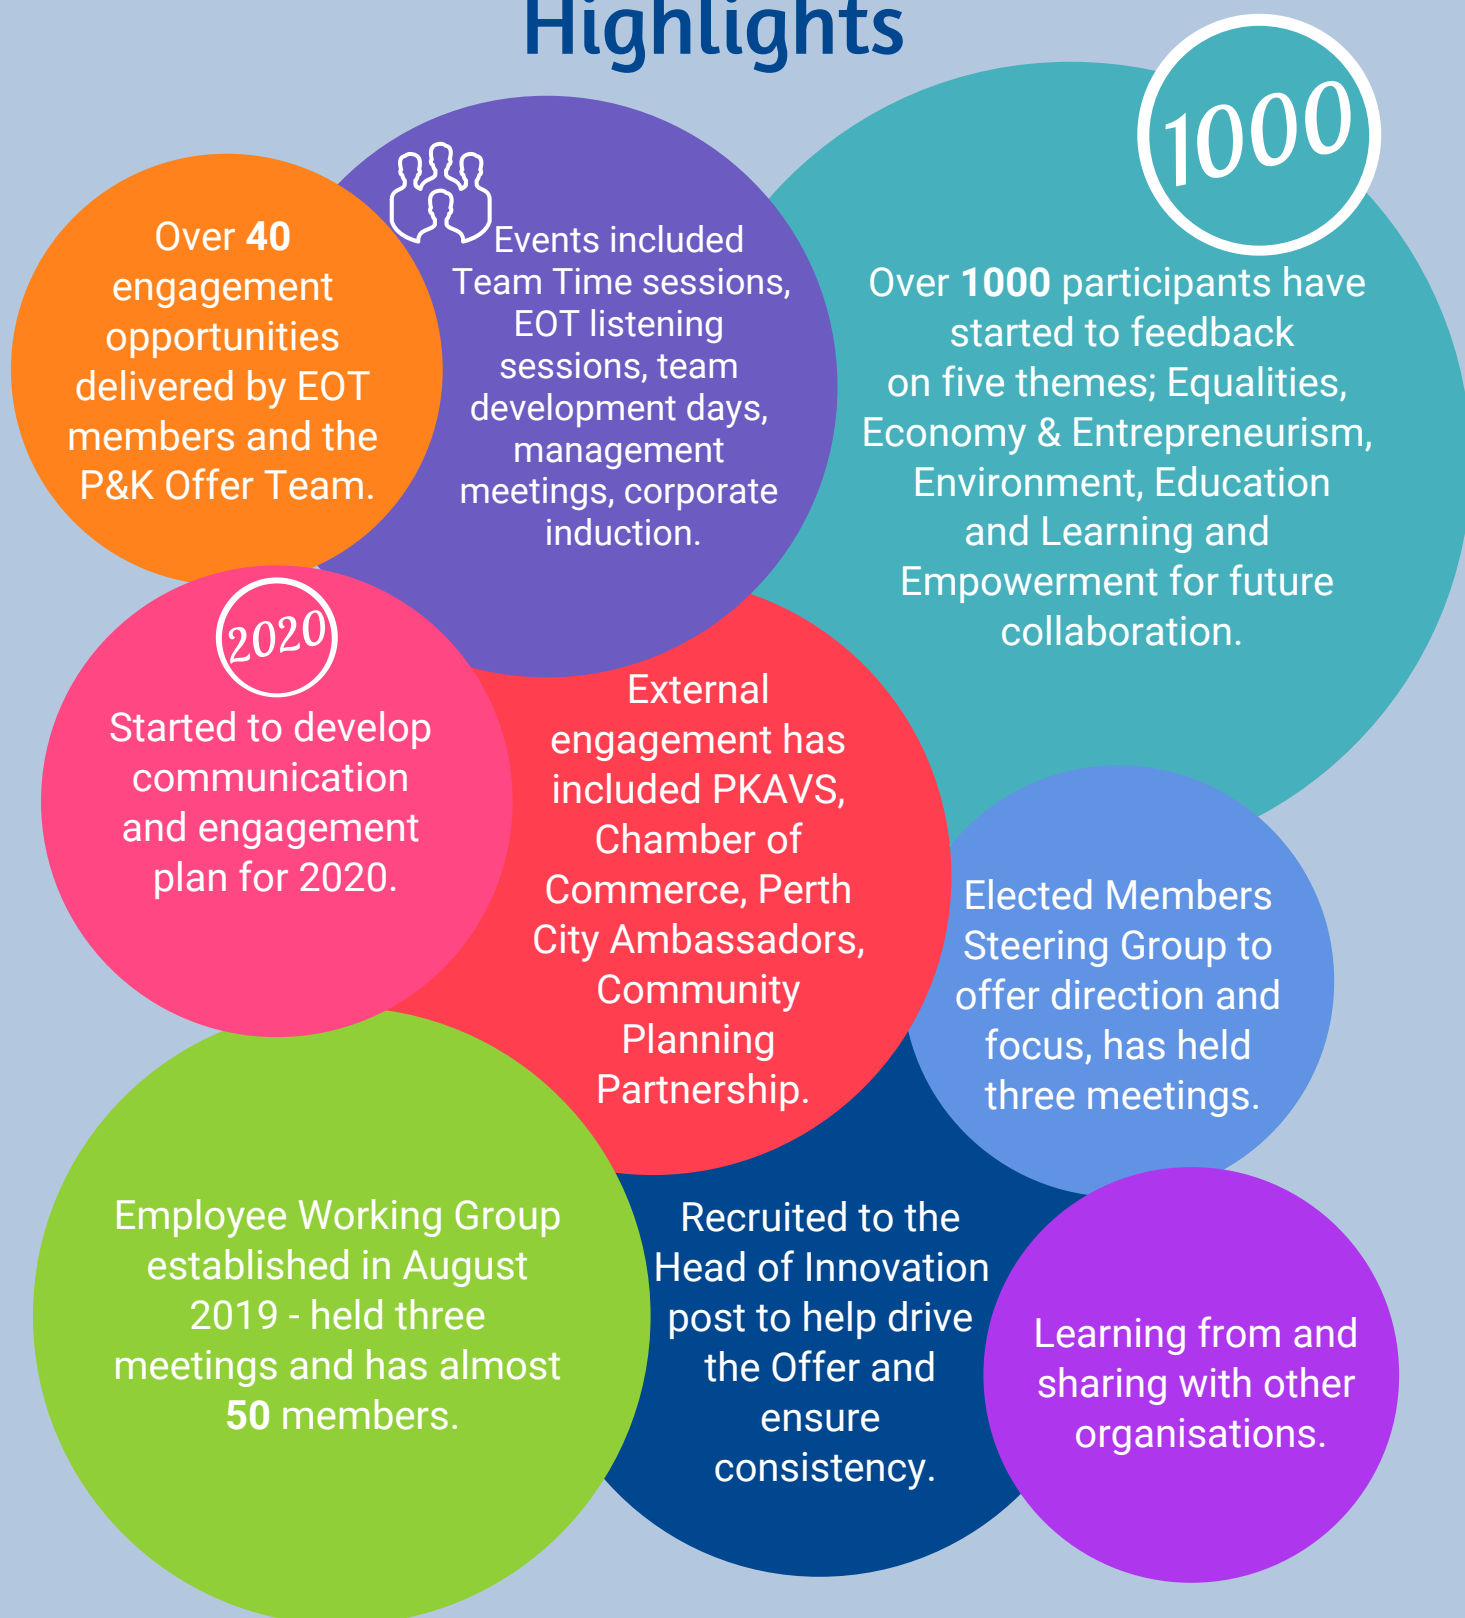 Highlights
1000
Over 40
engagement
opportunities
delivered by EOT
members and the
P&K Offer Team.
Events included
Team Time sessions,
EOT listening
sessions, team
development days,
management
meetings, corporate
induction.
Over 1000 participants have
started to feedback
on five themes; Equalities,
Economy & Entrepreneurism,
Environment, Education
and Learning and
Empowerment for future
collaboration.
2020
Started to develop
communication
and engagement
plan for 2020.
External
engagement has
included PKAVS,
Chamber of
Commerce, Perth
City Ambassadors,
Community
Planning
Partnership.
Elected Members
Steering Group to
offer direction and
focus, has held
three meetings.
Employee Working Group
established in August
2019 - held three
meetings and has almost
50 members.
Recruited to the
Head of Innovation
post to help drive
the Offer and
ensure
consistency.
Learning from and
sharing with other
organisations.